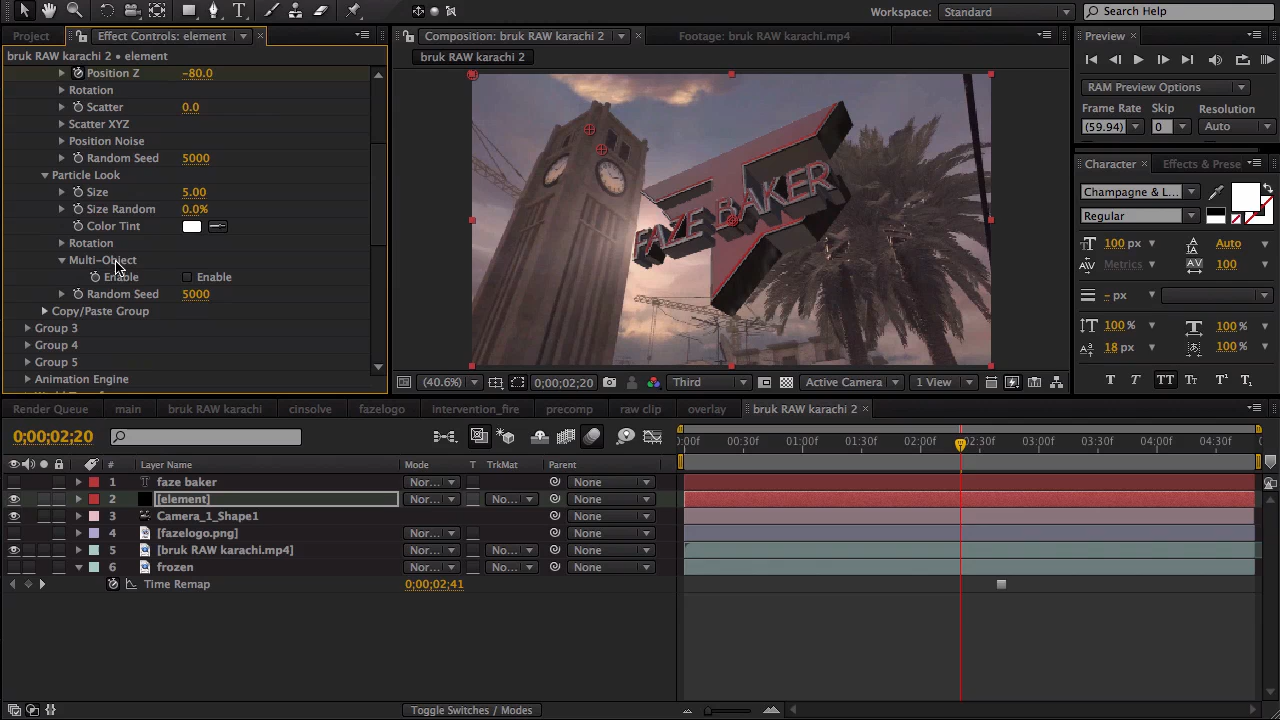 Workspace: Standard
Search Help
Project
Effect Controls: element
Composition: bruk RAW karachi 2
Footage: RAW karachi.mp4
Preview
bruk RAW karachi 2 • element
bruk RAW karachi 2
Position Z -80.0
Rotation
Scatter 0.0
Scatter XYZ
Position Noise
Random Seed 5000
Particle Look
Size 5.00
Size Random 0.0%
Color Tint
Rotation
Multi-Object
Enable Enable
Random Seed 5000
Copy/Paste Group
Group 3
Group 4
Group 5
Animation Engine
FAZE BAKER
RAM Preview Options
Frame Rate Skip Resolution
(59.94) 0 Auto
Character
Effects & Prese
Champagne & L...
Regular
100 px Auto
Metrics 100
- px
100 % 100 %
18 px 100 %
T T TT Tt T¹ T₁
(40.6%) 0;00;02;20 Third Active Camera 1 View
Render Queue main bruk RAW karachi cinsolve fazelogo intervention_fire precomp raw clip overlay bruk RAW karachi 2
0;00;02;20
:00f 00:30f 01:00f 01:30f 02:00f 02:30f 03:00f 03:30f 04:00f 04:30f
# Layer Name Mode T TrkMat Parent
1 T faze baker Nor... None
2 [element] Nor... No... None
3 Camera_1_Shape1 None
4 [fazelogo.png] Nor... None
5 [bruk RAW karachi.mp4] Nor... No... None
6 frozen Nor... No... None
Time Remap 0;00;02;41
Toggle Switches / Modes